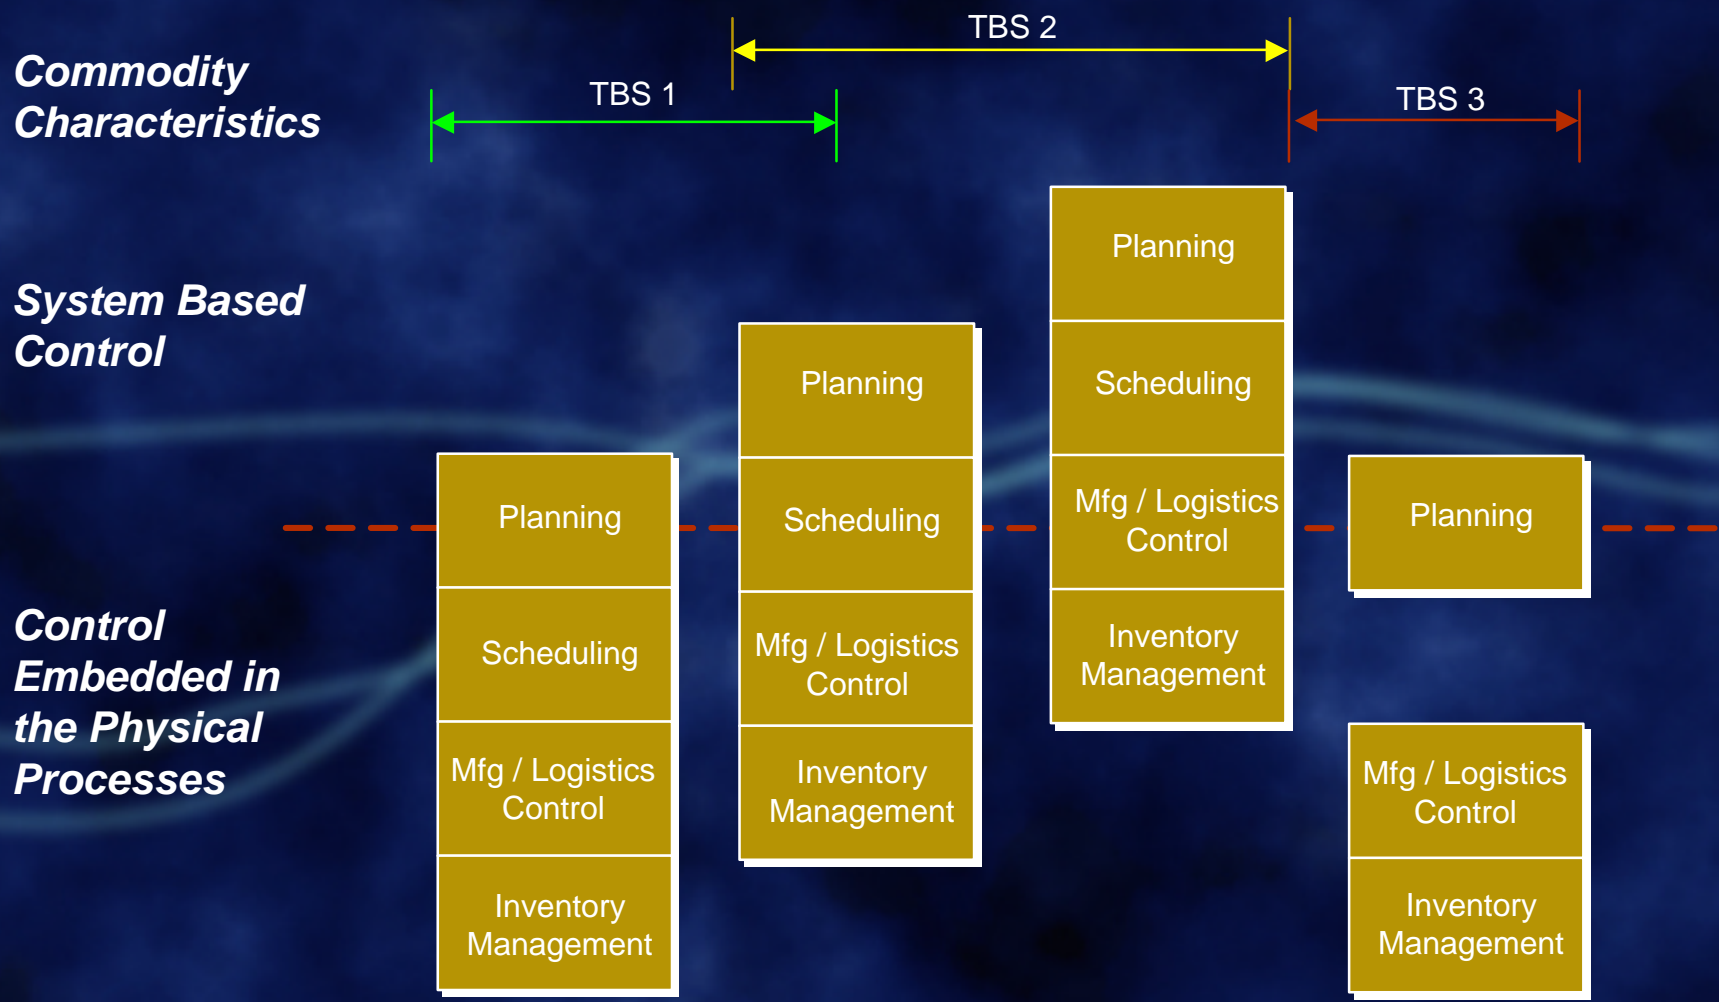 TBS 2
TBS 1
TBS 3
Commodity
Characteristics
System Based
Control
Control
Embedded in
the Physical
Processes
Planning
Scheduling
Mfg / Logistics
Control
Inventory
Management
Planning
Scheduling
Mfg / Logistics
Control
Inventory
Management
Planning
Scheduling
Mfg / Logistics
Control
Inventory
Management
Planning
Mfg / Logistics
Control
Inventory
Management